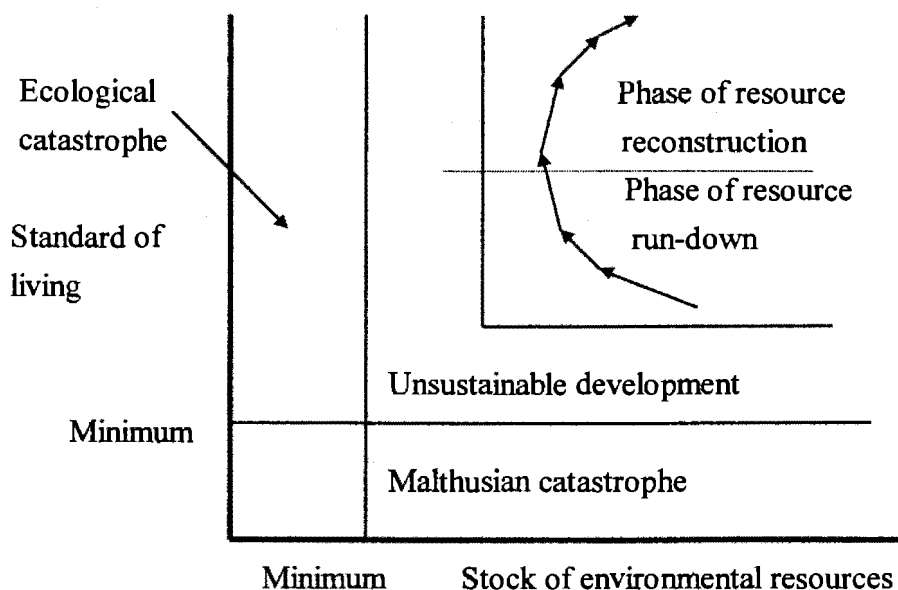 Ecological
catastrophe
Phase of resource
reconstruction
Phase of resource
run-down
Standard of
living
Unsustainable development
Minimum
Malthusian catastrophe
Minimum
Stock of environmental resources